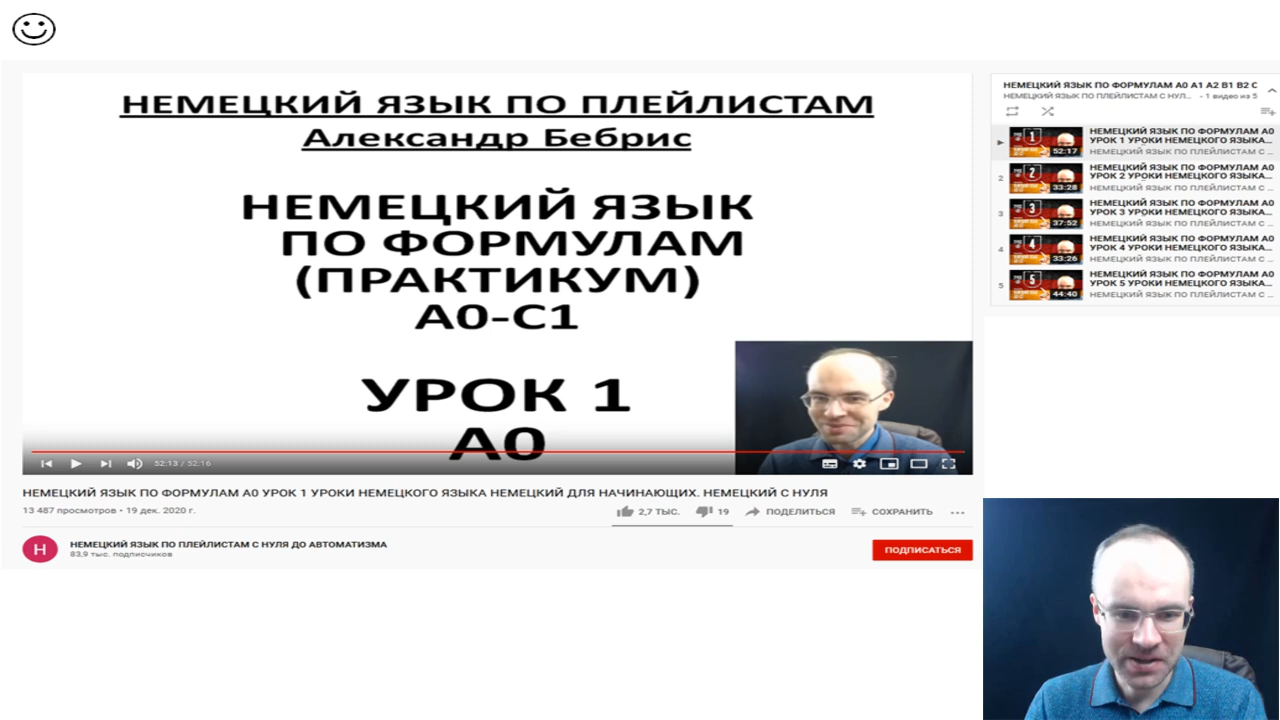 НЕМЕЦКИЙ ЯЗЫК ПО ПЛЕЙЛИСТАМ
Александр Бебрис
НЕМЕЦКИЙ ЯЗЫК
ПО ФОРМУЛАМ
(ПРАКТИКУМ)
А0-С1
УРОК 1
А0
52:13 / 52:16
НЕМЕЦКИЙ ЯЗЫК ПО ФОРМУЛАМ А0 УРОК 1 УРОКИ НЕМЕЦКОГО ЯЗЫКА НЕМЕЦКИЙ ДЛЯ НАЧИНАЮЩИХ. НЕМЕЦКИЙ С НУЛЯ
13 487 просмотров • 19 дек. 2020 г.
2,7 ТЫС. 19 ПОДЕЛИТЬСЯ СОХРАНИТЬ ...
Н
НЕМЕЦКИЙ ЯЗЫК ПО ПЛЕЙЛИСТАМ С НУЛЯ ДО АВТОМАТИЗМА
83,9 тыс. подписчиков
ПОДПИСАТЬСЯ
НЕМЕЦКИЙ ЯЗЫК ПО ФОРМУЛАМ А0 А1 А2 В1 В2 С
НЕМЕЦКИЙ ЯЗЫК ПО ПЛЕЙЛИСТАМ С НУЛ... - 1 видео из 5
1
52:17
НЕМЕЦКИЙ ЯЗЫК ПО ФОРМУЛАМ А0
УРОК 1 УРОКИ НЕМЕЦКОГО ЯЗЫКА...
НЕМЕЦКИЙ ЯЗЫК ПО ПЛЕЙЛИСТАМ С ...
2
2
33:28
НЕМЕЦКИЙ ЯЗЫК ПО ФОРМУЛАМ А0
УРОК 2 УРОКИ НЕМЕЦКОГО ЯЗЫКА...
НЕМЕЦКИЙ ЯЗЫК ПО ПЛЕЙЛИСТАМ С ...
3
3
37:52
НЕМЕЦКИЙ ЯЗЫК ПО ФОРМУЛАМ А0
УРОК 3 УРОКИ НЕМЕЦКОГО ЯЗЫКА...
НЕМЕЦКИЙ ЯЗЫК ПО ПЛЕЙЛИСТАМ С ...
4
4
33:26
НЕМЕЦКИЙ ЯЗЫК ПО ФОРМУЛАМ А0
УРОК 4 УРОКИ НЕМЕЦКОГО ЯЗЫКА...
НЕМЕЦКИЙ ЯЗЫК ПО ПЛЕЙЛИСТАМ С ...
5
5
44:40
НЕМЕЦКИЙ ЯЗЫК ПО ФОРМУЛАМ А0
УРОК 5 УРОКИ НЕМЕЦКОГО ЯЗЫКА...
НЕМЕЦКИЙ ЯЗЫК ПО ПЛЕЙЛИСТАМ С ...